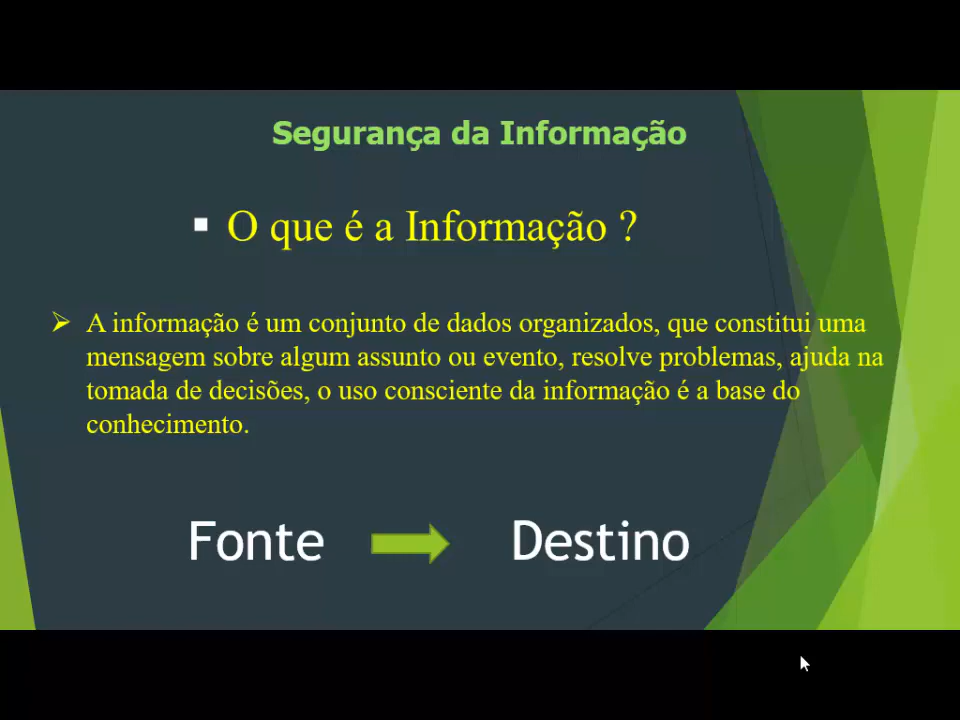 Segurança da Informação
O que é a Informação ?
A informação é um conjunto de dados organizados, que constitui uma
mensagem sobre algum assunto ou evento, resolve problemas, ajuda na
tomada de decisões, o uso consciente da informação é a base do
conhecimento.
Fonte Destino